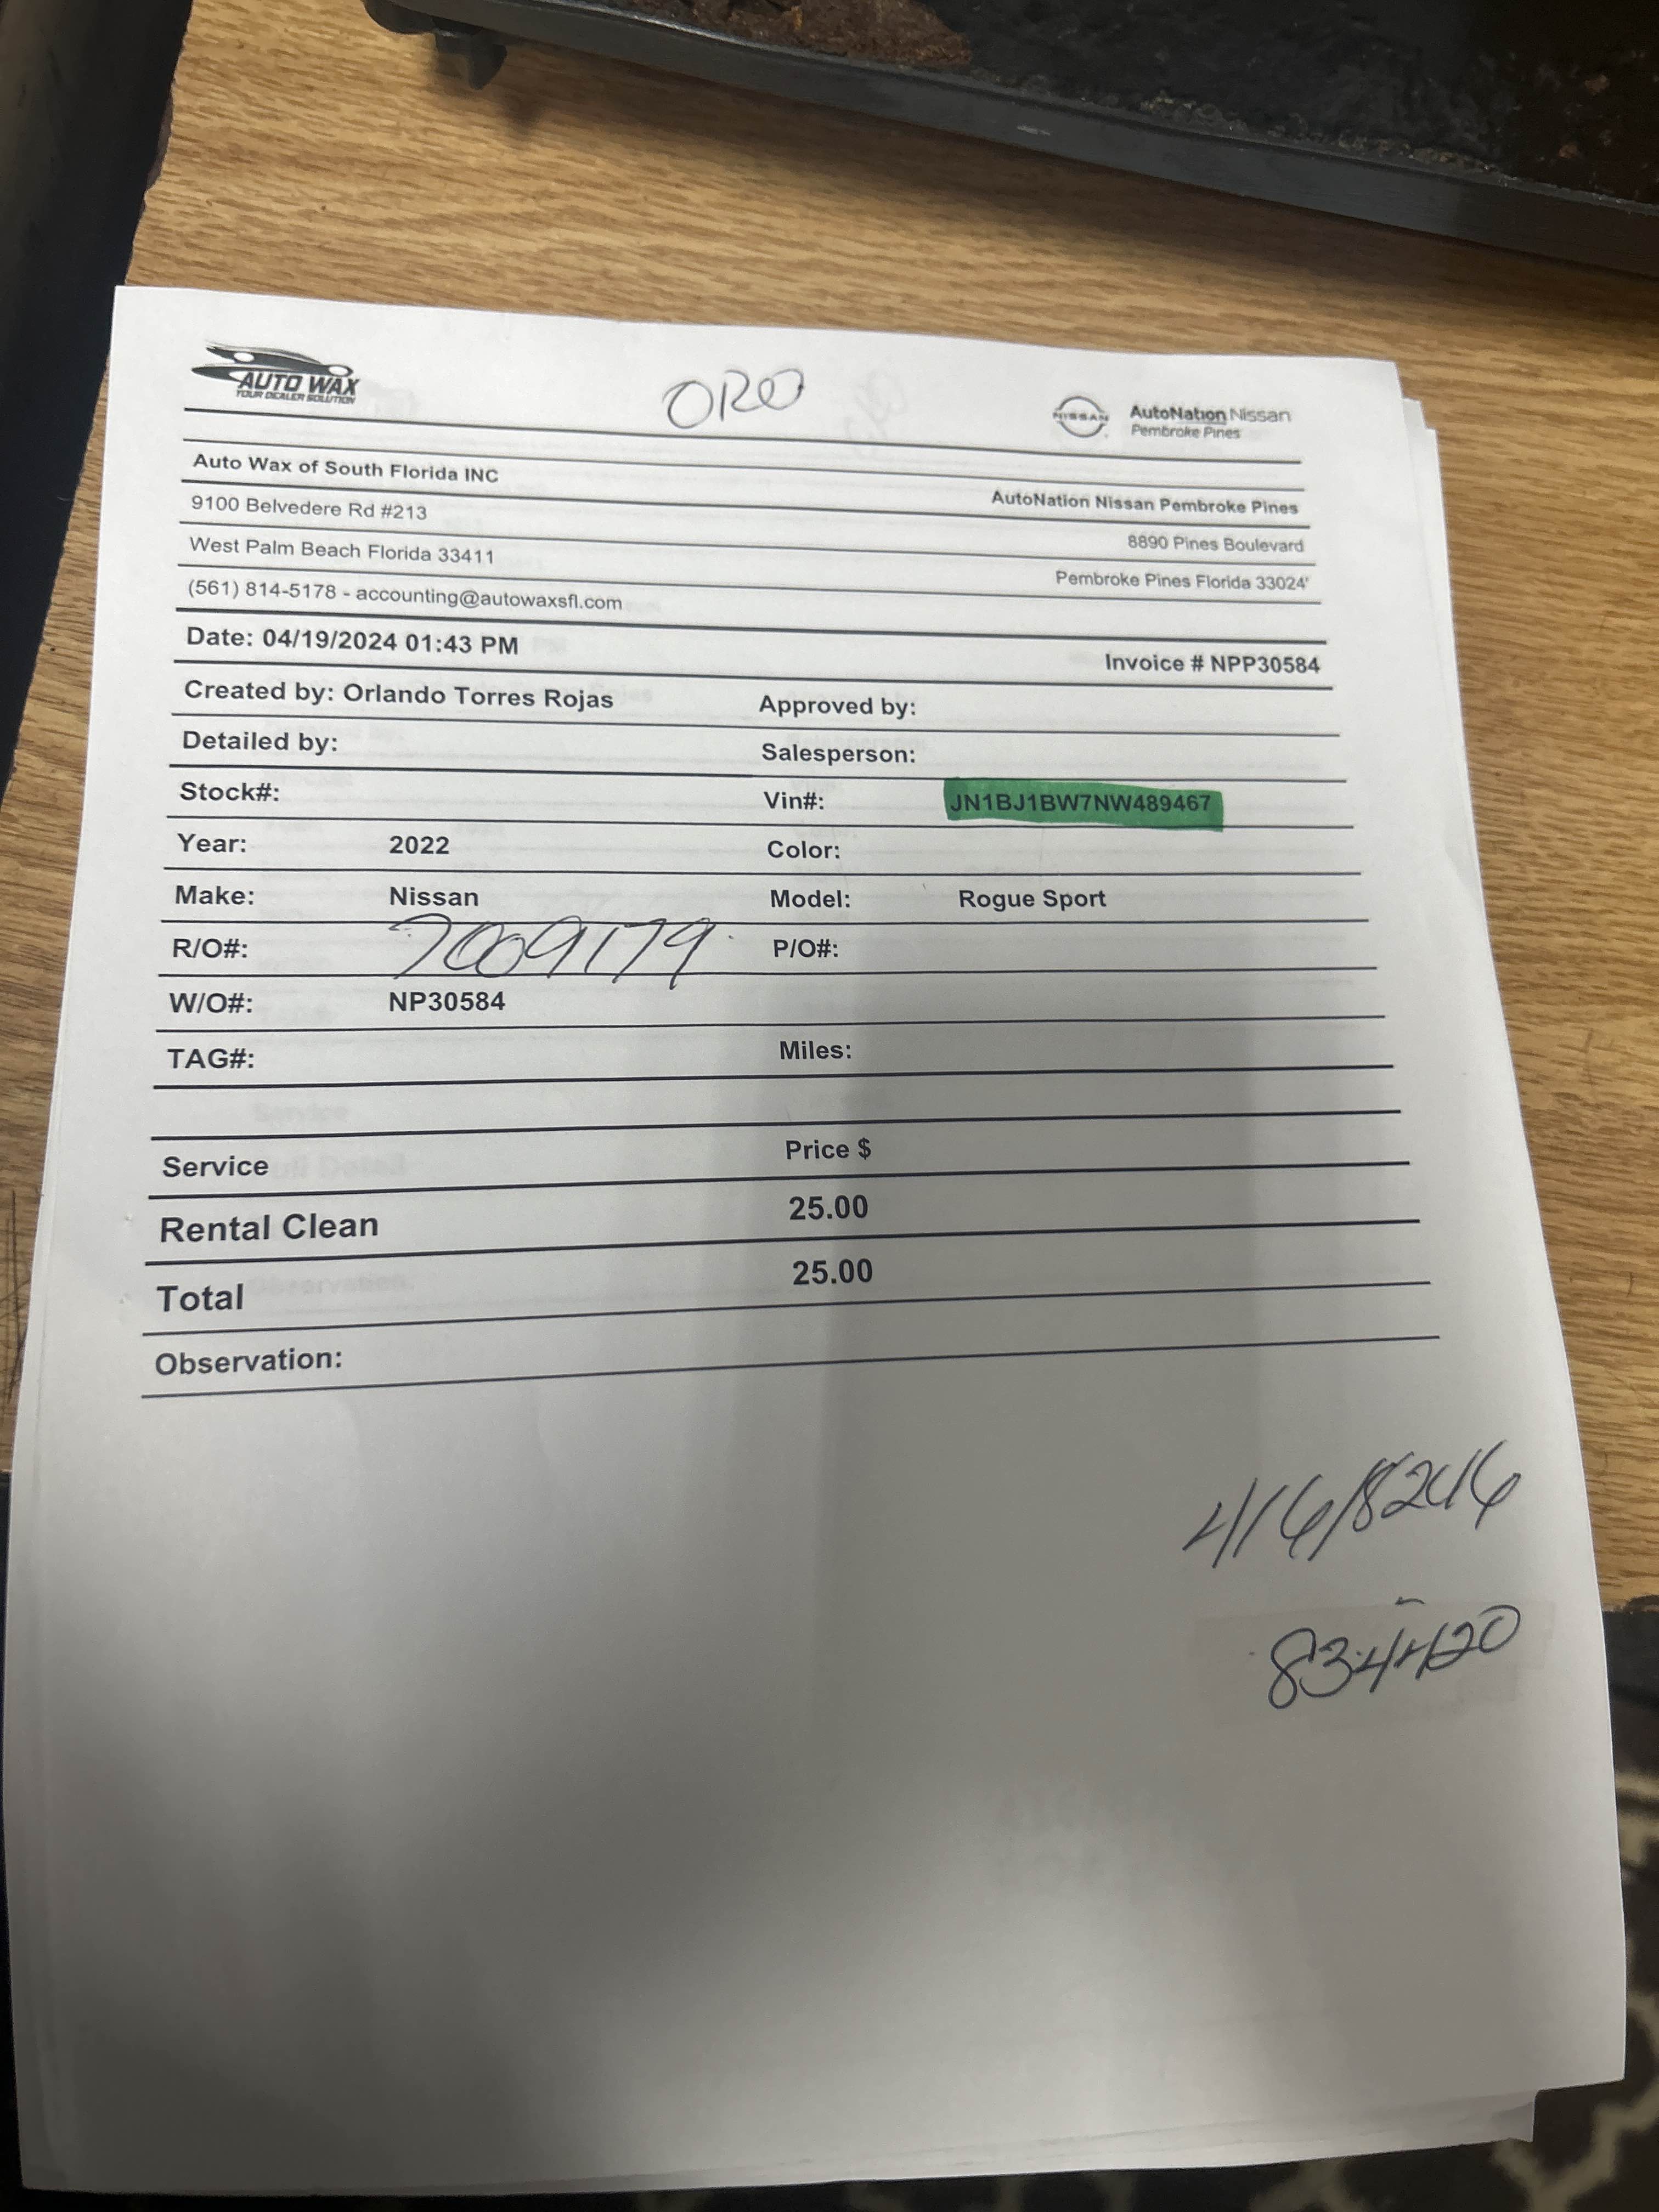 AUTO WAX
YOUR DEALER SOLUTION
ORO
NISSAN
AutoNation Nissan
Pembroke Pines
Auto Wax of South Florida INC
AutoNation Nissan Pembroke Pines
9100 Belvedere Rd #213
8890 Pines Boulevard
West Palm Beach Florida 33411
Pembroke Pines Florida 33024'
(561) 814-5178 - accounting@autowaxsfl.com
Date: 04/19/2024 01:43 PM
Invoice # NPP30584
Created by: Orlando Torres Rojas
Approved by:
Detailed by:
Salesperson:
Stock#:
Vin#: JN1BJ1BW7NW489467
Year: 2022
Color:
Make: Nissan
Model: Rogue Sport
R/O#: 7009179
P/O#:
W/O#: NP30584
TAG#:
Miles:
Service Price $
Rental Clean 25.00
Total 25.00
Observation: